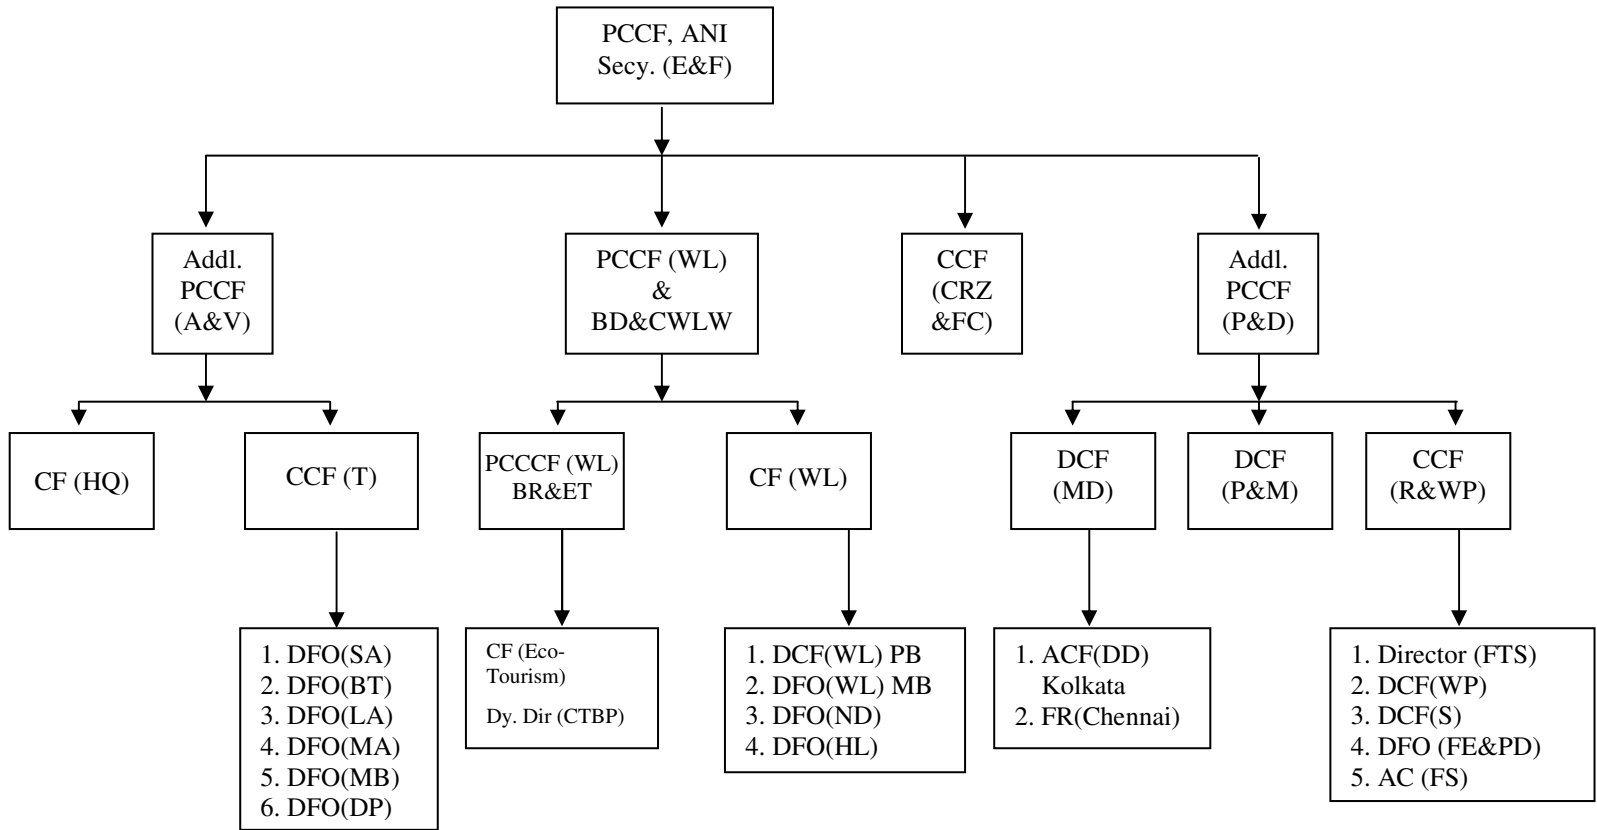 PCCF, ANI
Secy. (E&F)
Addl.
PCCF
(A&V)
PCCF (WL)
&
BD&CWLW
CCF
(CRZ
&FC)
Addl.
PCCF
(P&D)
CF (HQ)
CCF (T)
PCCCF (WL)
BR&ET
CF (WL)
DCF
(MD)
DCF
(P&M)
CCF
(R&WP)
1. DFO(SA)
2. DFO(BT)
3. DFO(LA)
4. DFO(MA)
5. DFO(MB)
6. DFO(DP)
CF (Eco-
Tourism)
Dy. Dir (CTBP)
1. DCF(WL) PB
2. DFO(WL) MB
3. DFO(ND)
4. DFO(HL)
1. ACF(DD)
Kolkata
2. FR(Chennai)
1. Director (FTS)
2. DCF(WP)
3. DCF(S)
4. DFO (FE&PD)
5. AC (FS)